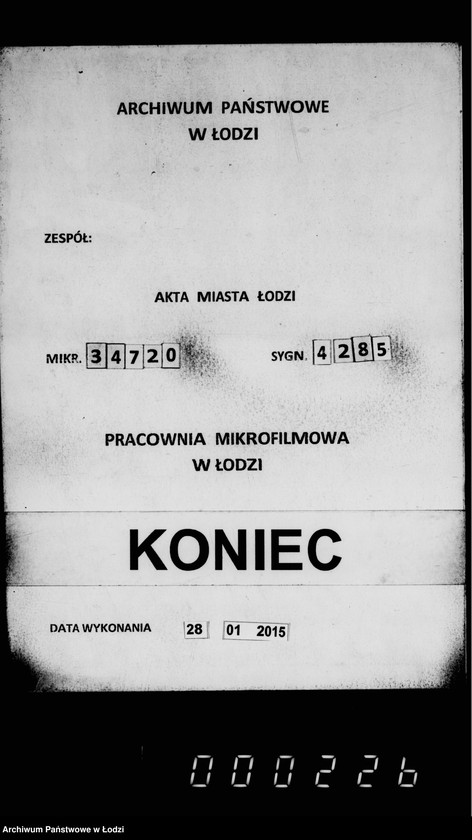 ARCHIWUM PAŃSTWOWE
W ŁODZI
ZESPÓŁ:
AKTA MIASTA ŁODZI
MIKR. 34720 SYGN. 4285
PRACOWNIA MIKROFILMOWA
W ŁODZI
KONIEC
DATA WYKONANIA 28 01 2015
000226
Archiwum Państwowe w Łodzi